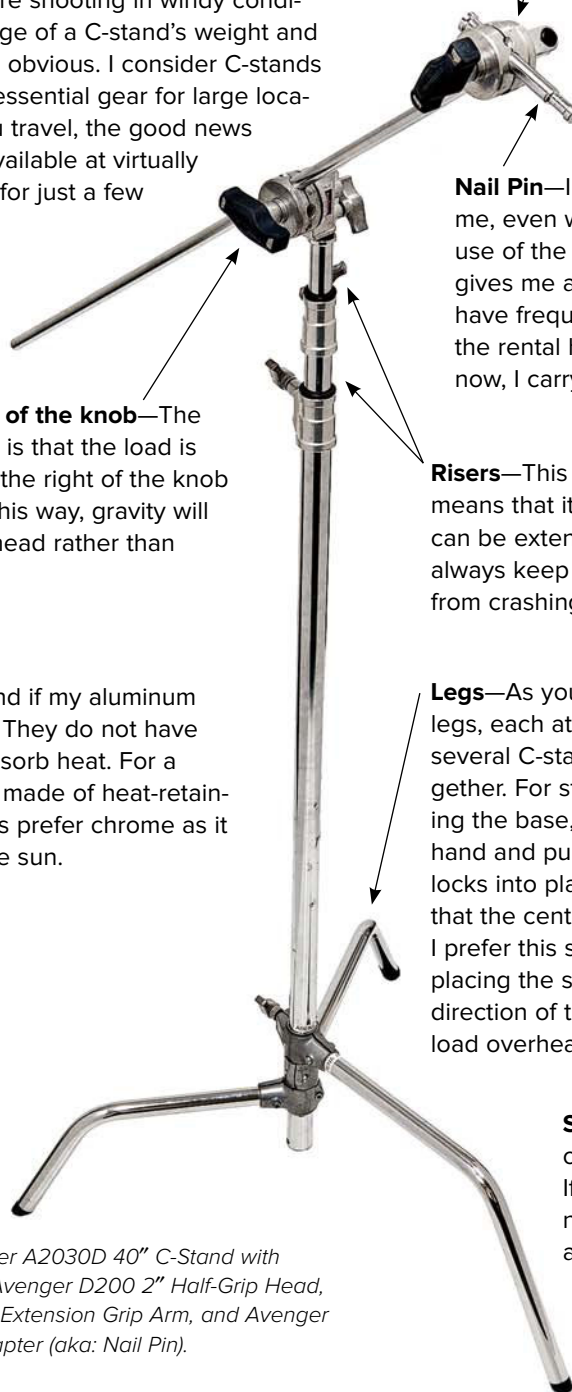 re shooting in windy condi-
ge of a C-stand's weight and
obvious. I consider C-stands
essential gear for large loca-
u travel, the good news
vailable at virtually
for just a few
Nail Pin—I
me, even w
use of the
gives me a
have frequ
the rental h
now, I carry
of the knob—The
is that the load is
the right of the knob
his way, gravity will
head rather than
Risers—This
means that it
can be exten
always keep
from crashing
nd if my aluminum
They do not have
sorb heat. For a
made of heat-retain-
s prefer chrome as it
e sun.
Legs—As you
legs, each at
several C-sta
gether. For st
ing the base,
hand and pu
locks into pla
that the cent
I prefer this s
placing the s
direction of t
load overhea
S
o
If
n
a
er A2030D 40″ C-Stand with
Avenger D200 2″ Half-Grip Head,
Extension Grip Arm, and Avenger
apter (aka: Nail Pin).